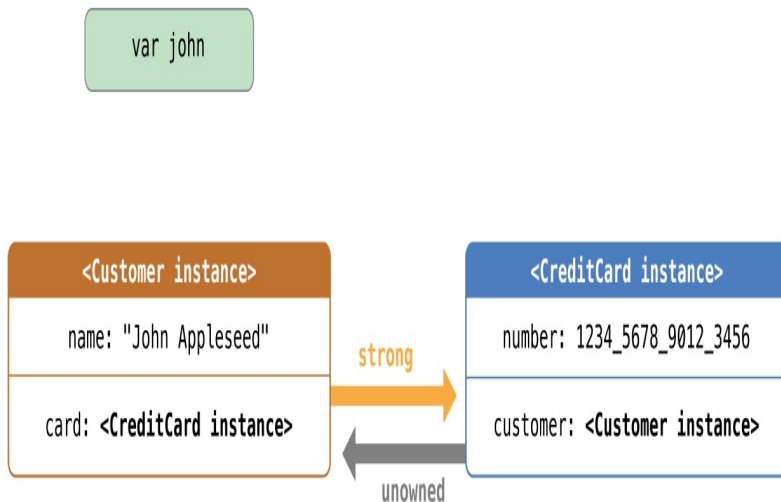 var john
<Customer instance>
name: "John Appleseed"
card: <CreditCard instance>
strong
unowned
<CreditCard instance>
number: 1234_5678_9012_3456
customer: <Customer instance>